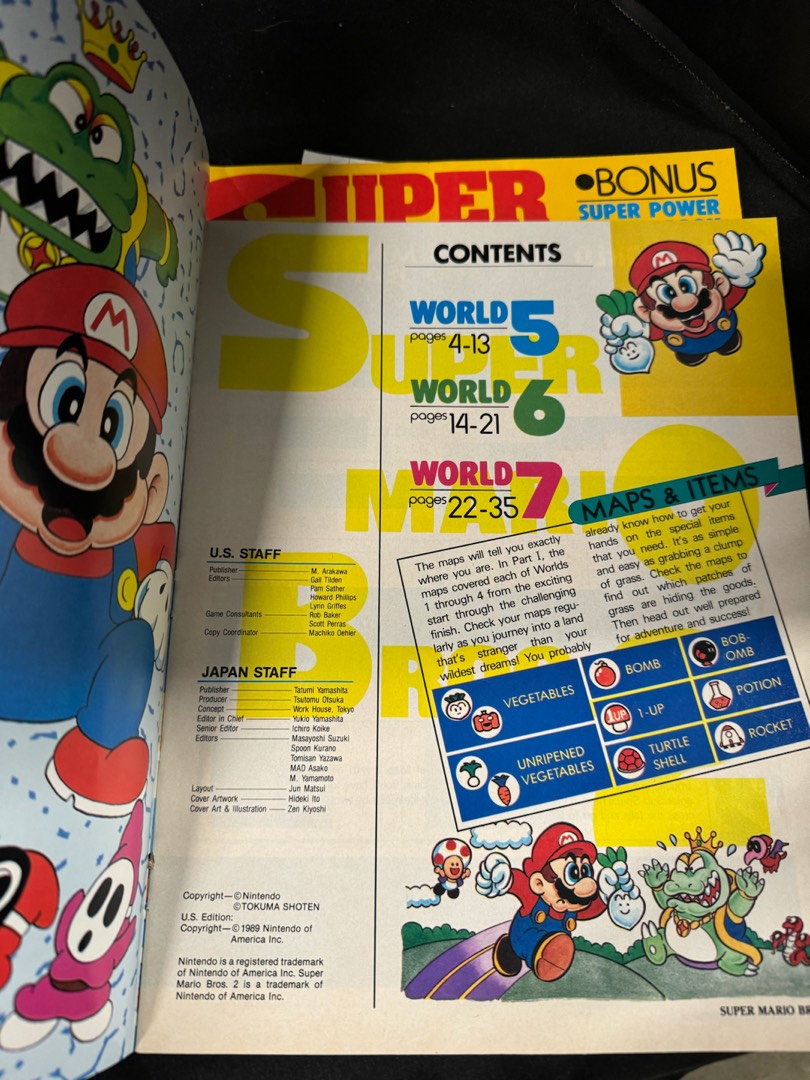 SUPER
BONUS
SUPER POWER
CONTENTS
WORLD 5
pages 4-13
WORLD 6
pages 14-21
WORLD 7
pages 22-35
SUPER
MARIO
BROS.
U.S. STAFF
Publisher M. Arakawa
Editors Gail Tilden
Pam Sather
Howard Phillips
Lynn Griffes
Game Consultants Rob Baker
Scott Perras
Copy Coordinator Machiko Oehler
JAPAN STAFF
Publisher Tatumi Yamashita
Producer Tsutomu Otsuka
Concept Work House, Tokyo
Editor in Chief Yukio Yamashita
Senior Editor Ichiro Koike
Editors Masayoshi Suzuki
Spoon Kurano
Tomisan Yazawa
MAD Asako
M. Yamamoto
Layout Jun Matsui
Cover Artwork Hideki Ito
Cover Art & Illustration Zen Kiyoshi
Copyright—©Nintendo
©TOKUMA SHOTEN
U.S. Edition:
Copyright—©1989 Nintendo of
America Inc.
Nintendo is a registered trademark
of Nintendo of America Inc. Super
Mario Bros. 2 is a trademark of
Nintendo of America Inc.
MAPS & ITEMS
The maps will tell you exactly
where you are. In Part I, the
maps covered each of Worlds
1 through 4 from the exciting
start through the challenging
finish. Check your maps regu-
larly as you journey into a land
that's stranger than your
wildest dreams! You probably
already know how to get your
hands on the special items
that you need. It's as simple
and easy as grabbing a clump
of grass. Check the maps to
find out which patches of
grass are hiding the goods.
Then head out well prepared
for adventure and success!
VEGETABLES
UNRIPENED
VEGETABLES
BOMB
1UP
1-UP
TURTLE
SHELL
BOB-
OMB
POTION
ROCKET
M
M
M
SUPER MARIO BR